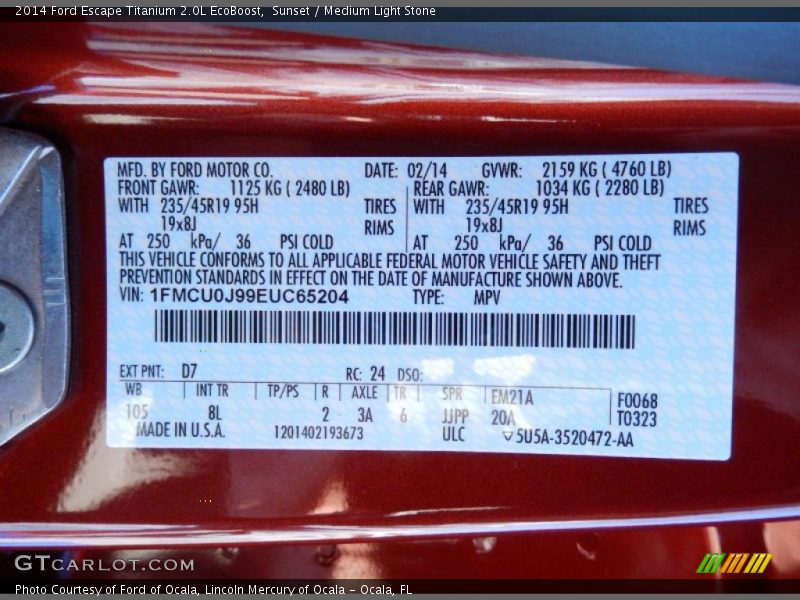 2014 Ford Escape Titanium 2.0L EcoBoost,  Sunset / Medium Light Stone
MFD. BY FORD MOTOR CO. DATE: 02/14 GVWR: 2159 KG ( 4760 LB)
FRONT GAWR: 1125 KG ( 2480 LB) REAR GAWR: 1034 KG ( 2280 LB)
WITH 235/45R19 95H TIRES WITH 235/45R19 95H TIRES
19x8J RIMS 19x8J RIMS
AT 250 kPa/ 36 PSI COLD AT 250 kPa/ 36 PSI COLD
THIS VEHICLE CONFORMS TO ALL APPLICABLE FEDERAL MOTOR VEHICLE SAFETY AND THEFT
PREVENTION STANDARDS IN EFFECT ON THE DATE OF MANUFACTURE SHOWN ABOVE.
VIN: 1FMCU0J99EUC65204 TYPE: MPV
EXT PNT: D7 RC: 24 DSO:
WB INT TR TP/PS R AXLE TR SPR EM21A F0068
105 8L 2 3A 6 JJPP 20A T0323
MADE IN U.S.A. 1201402193673 ULC 5U5A-3520472-AA
GTCARLOT.COM
Photo Courtesy of Ford of Ocala, Lincoln Mercury of Ocala - Ocala, FL